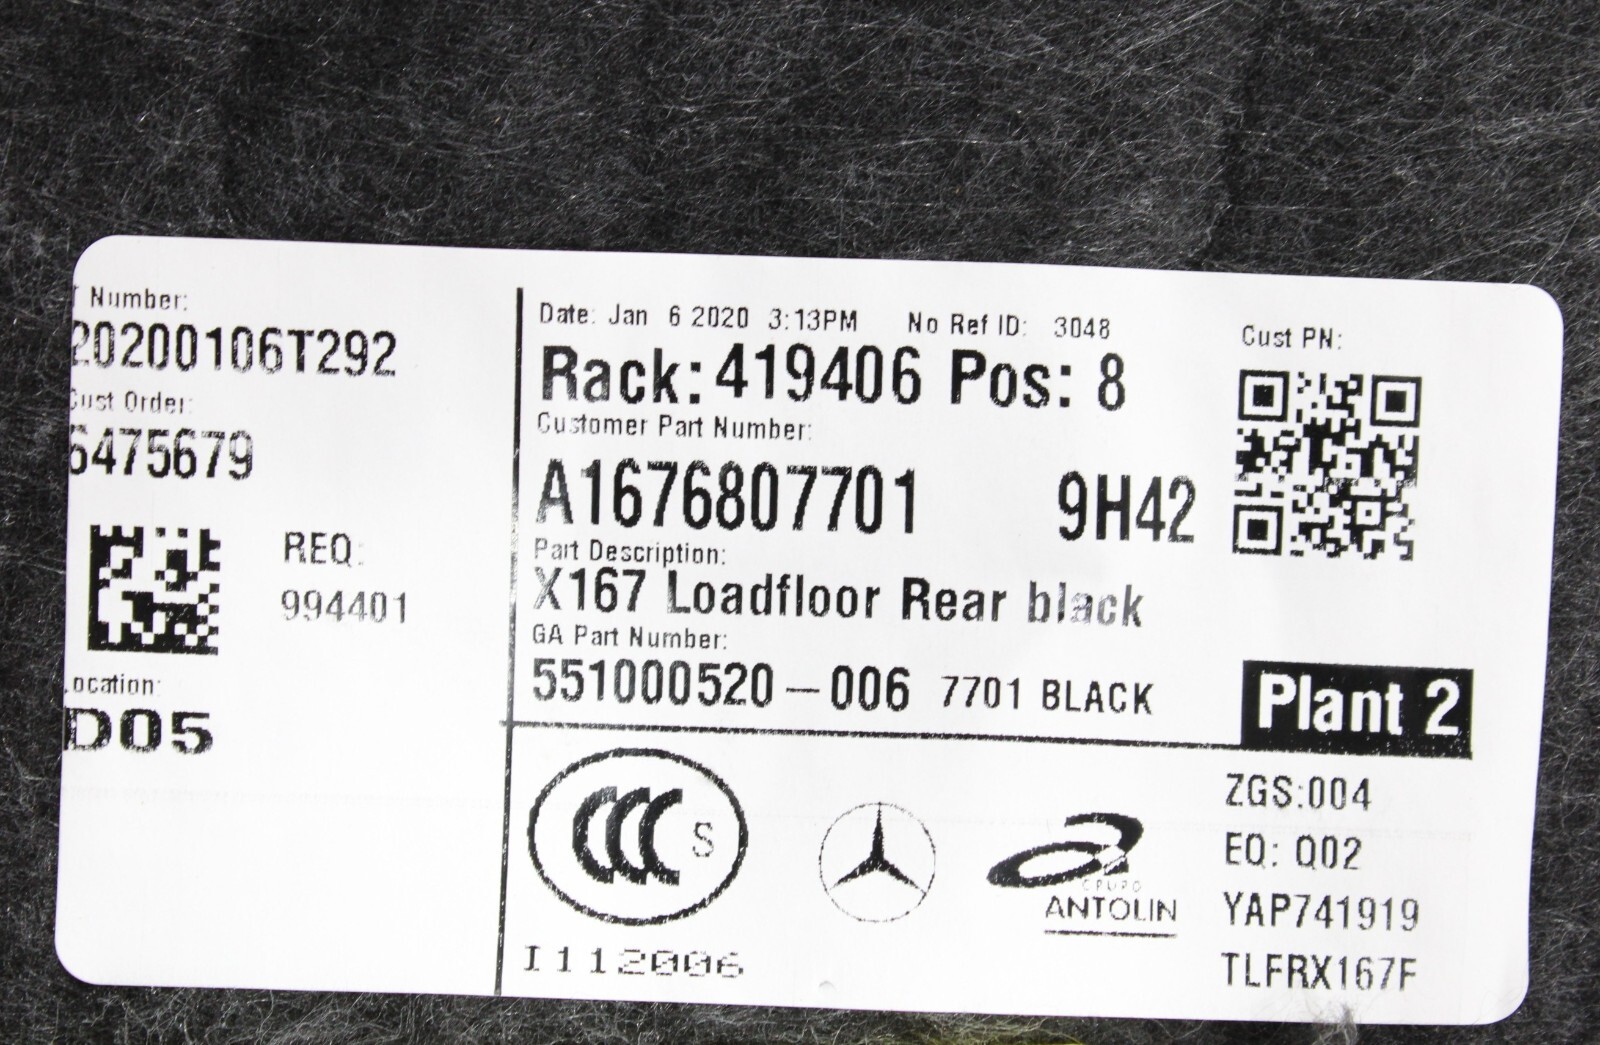 Number:
20200106T292
Cust Order:
6475679
REQ:
994401
Location:
D05
Date: Jan 6 2020 3:13PM No Ref ID: 3048
Rack: 419406 Pos: 8
Customer Part Number:
A1676807701 9H42
Part Description:
X167 Loadfloor Rear black
GA Part Number:
551000520-006 7701 BLACK
Cust PN:
Plant 2
CCC S
I112006
GRUPO
ANTOLIN
ZGS:004
EQ: Q02
YAP741919
TLFRX167F